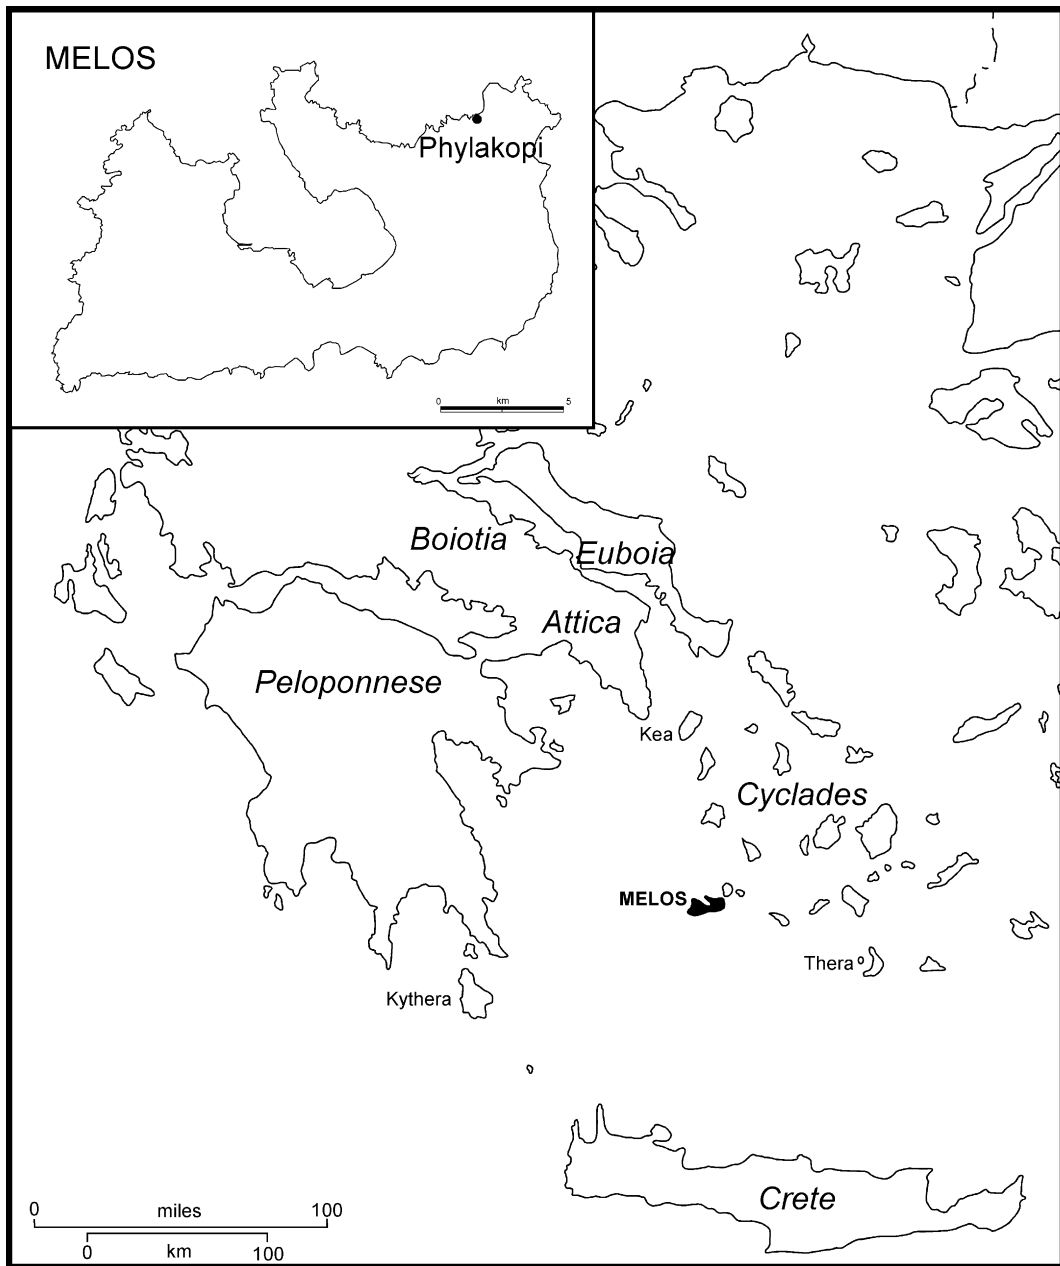 MELOS
Phylakopi
0 km 5
Boiotia
Euboia
Attica
Peloponnese
Kea
Cyclades
MELOS
Thera
Kythera
Crete
0 miles 100
0 km 100